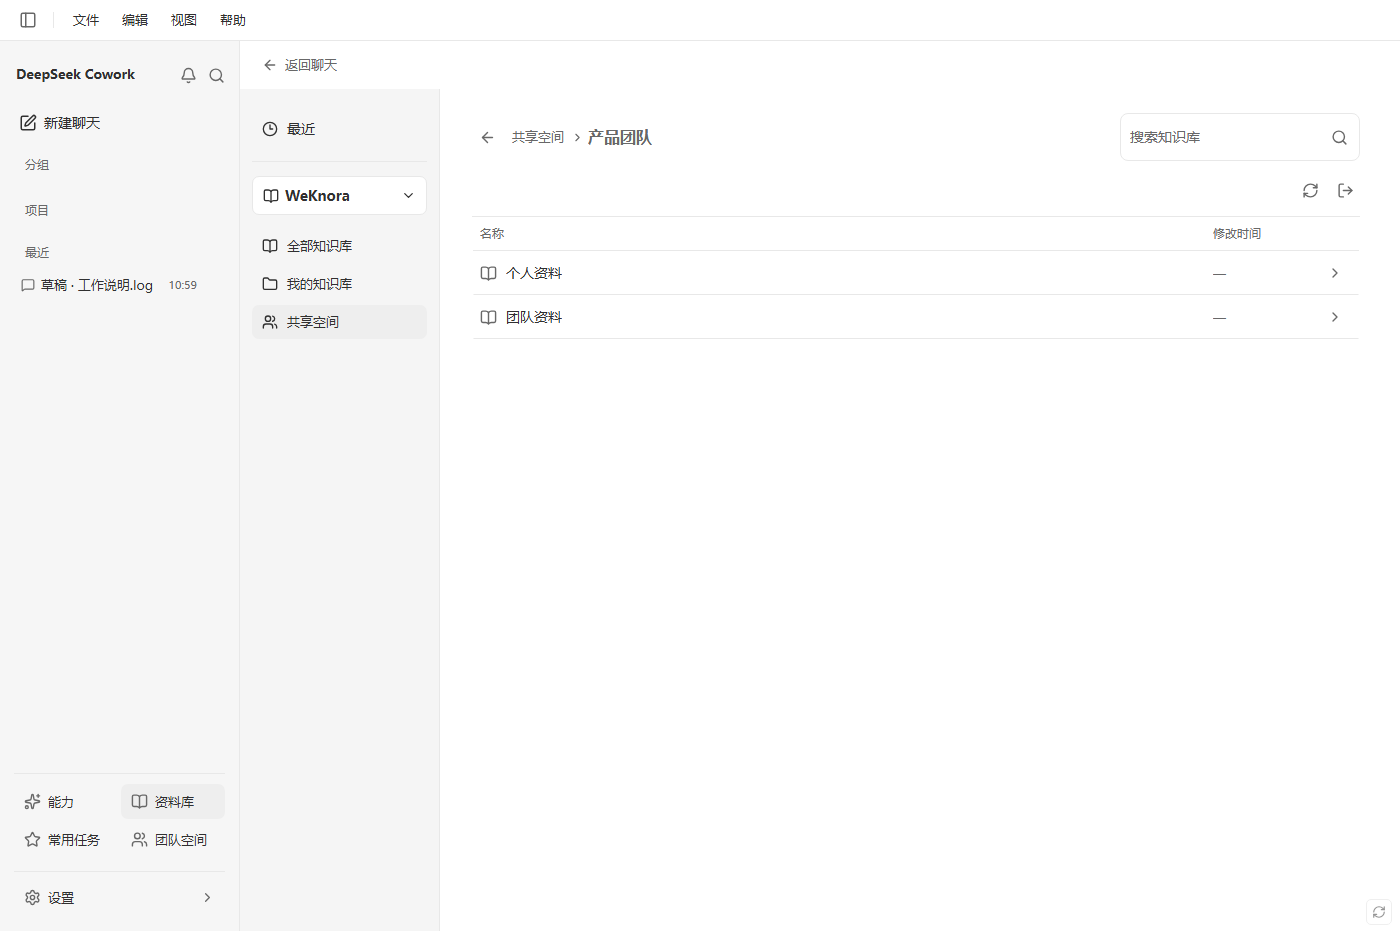 文件 编辑 视图 帮助
DeepSeek Cowork
新建聊天
分组
项目
最近
草稿 · 工作说明.log 10:59
能力 资料库
常用任务 团队空间
设置
返回聊天
最近
WeKnora
全部知识库
我的知识库
共享空间
共享空间 产品团队
搜索知识库
名称 修改时间
个人资料 —
团队资料 —